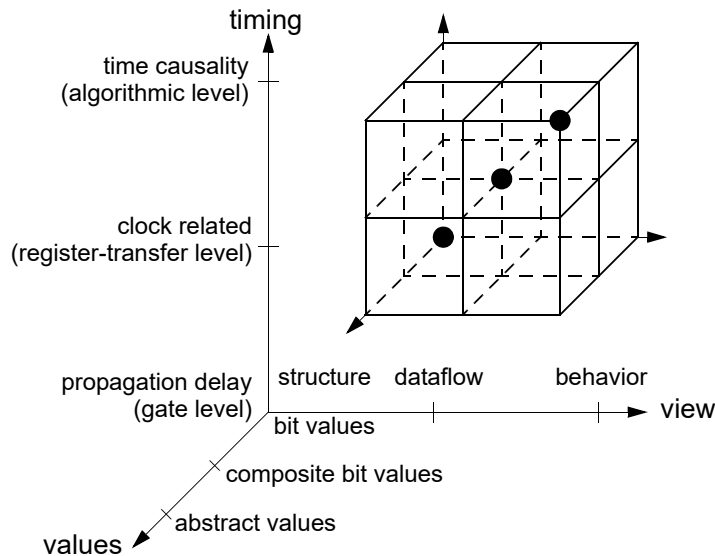 timing
time causality
(algorithmic level)
clock related
(register-transfer level)
propagation delay
(gate level)
structure
dataflow
behavior
view
bit values
composite bit values
abstract values
values